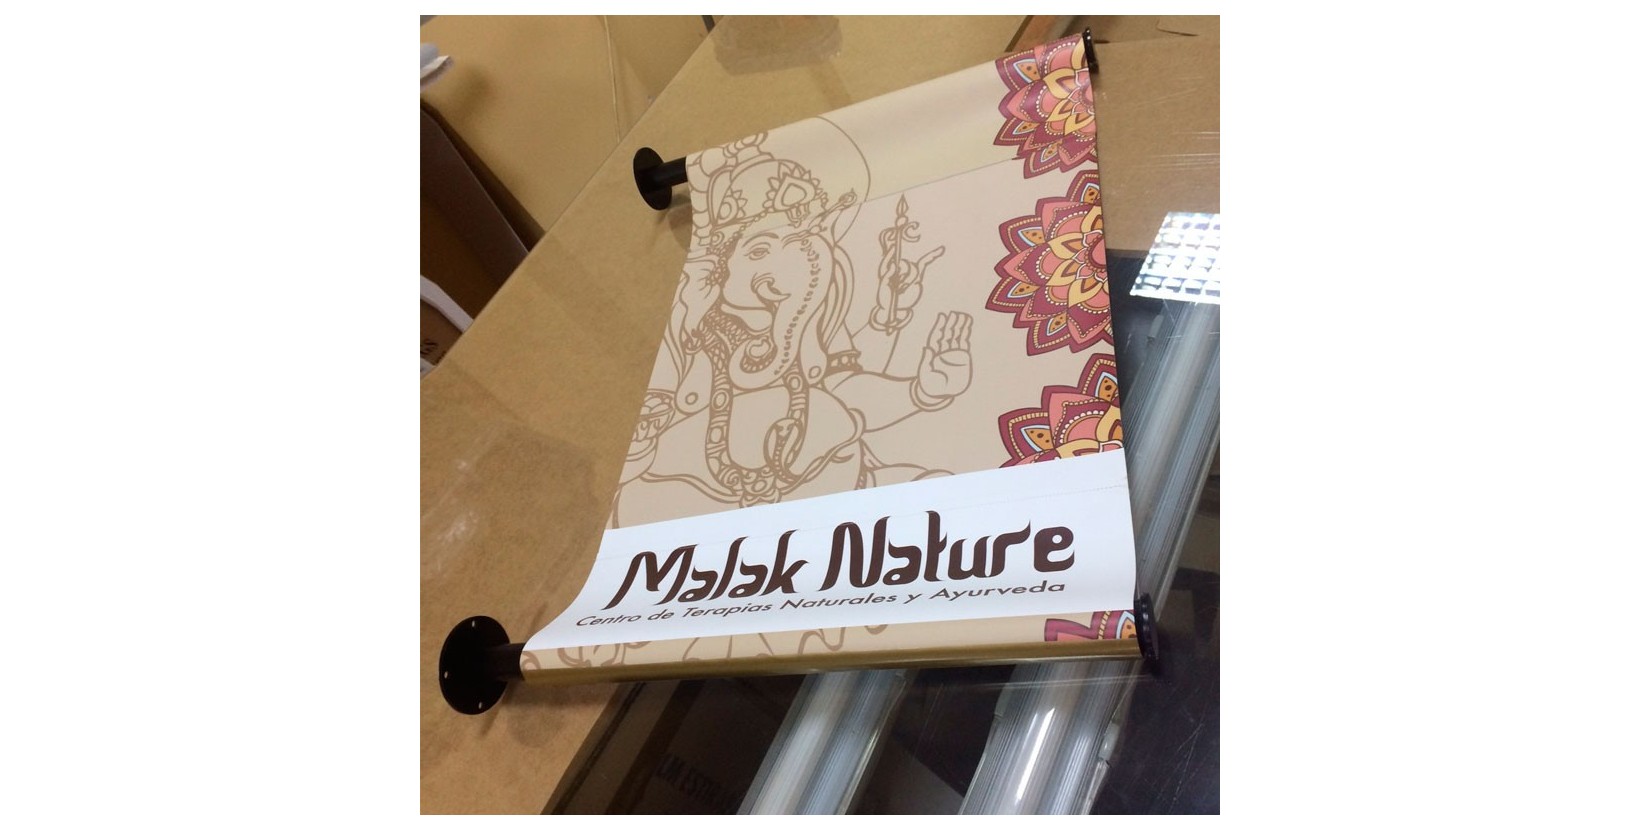 Malak Nature
Centro de Terapias Naturales y Ayurveda